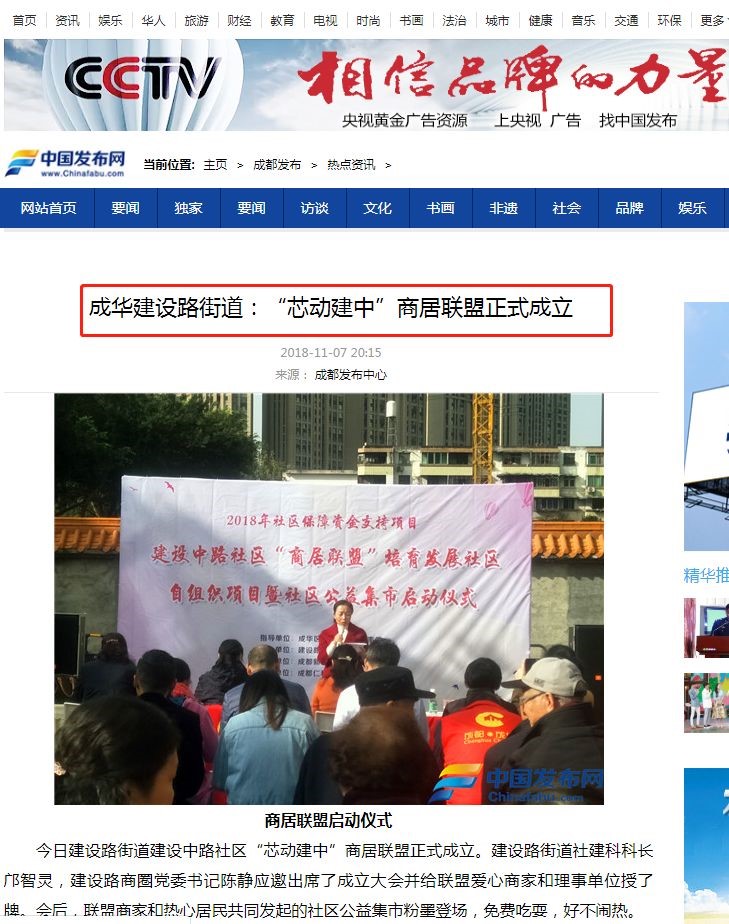 首页 资讯 娱乐 华人 旅游 财经 教育 电视 时尚 书画 法治 城市 健康 音乐 交通 环保 更多
CCTV 相信品牌的力量
央视黄金广告资源 上央视 广告 找中国发布
中国发布网
www.Chinafabu.com
当前位置: 主页 > 成都发布 > 热点资讯 >
网站首页 要闻 独家 要闻 访谈 文化 书画 非遗 社会 品牌 娱乐
成华建设路街道：“芯动建中”商居联盟正式成立
2018-11-07 20:15
来源： 成都发布中心
2018年社区保障资金支持项目
建设中路社区“商居联盟”培育发展社区
自组织项目暨社区公益集市启动仪式
指导单位：成华区
单位：建设路
单位：成都
单位：成都仁
中国发布网
Chinafabu.com
精华推
商居联盟启动仪式
今日建设路街道建设中路社区“芯动建中”商居联盟正式成立。建设路街道社建科科长
邝智灵，建设路商圈党委书记陈静应邀出席了成立大会并给联盟爱心商家和理事单位授了
牌。会后，联盟商家和热心居民共同发起的社区公益集市粉墨登场，免费吃耍，好不闹热。